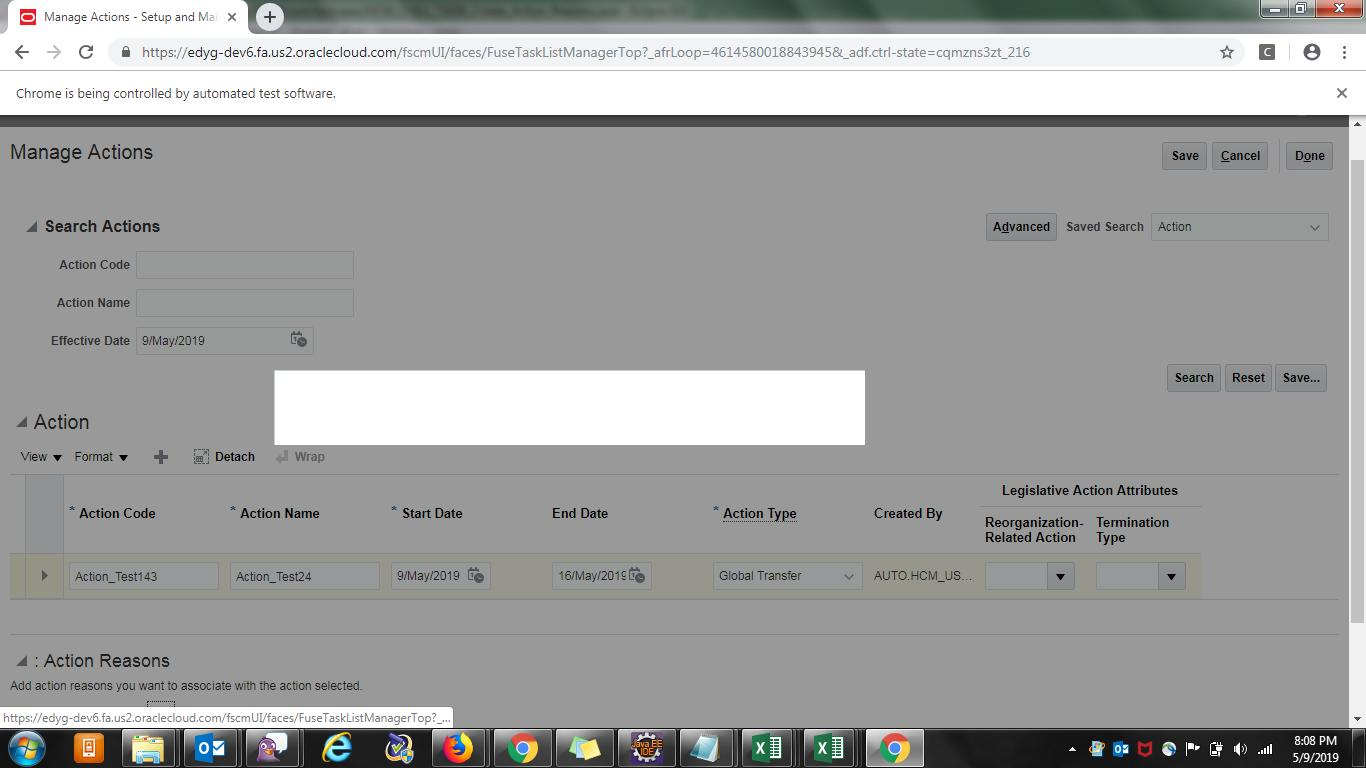 Manage Actions - Setup and Mai
https://edyg-dev6.fa.us2.oraclecloud.com/fscmUI/faces/FuseTaskListManagerTop?_afrLoop=4614580018843945&_adf.ctrl-state=cqmzns3zt_216
C
Chrome is being controlled by automated test software.
Manage Actions
Save Cancel Done
Search Actions
Advanced Saved Search Action
Action Code
Action Name
Effective Date 9/May/2019
Search Reset Save...
Action
View Format Detach Wrap
Legislative Action Attributes
* Action Code * Action Name * Start Date End Date * Action Type Created By Reorganization-Related Action Termination Type
Action_Test143 Action_Test24 9/May/2019 16/May/2019 Global Transfer AUTO.HCM_US...
: Action Reasons
Add action reasons you want to associate with the action selected.
https://edyg-dev6.fa.us2.oraclecloud.com/fscmUI/faces/FuseTaskListManagerTop?_...
Java EE
IDE
8:08 PM
5/9/2019